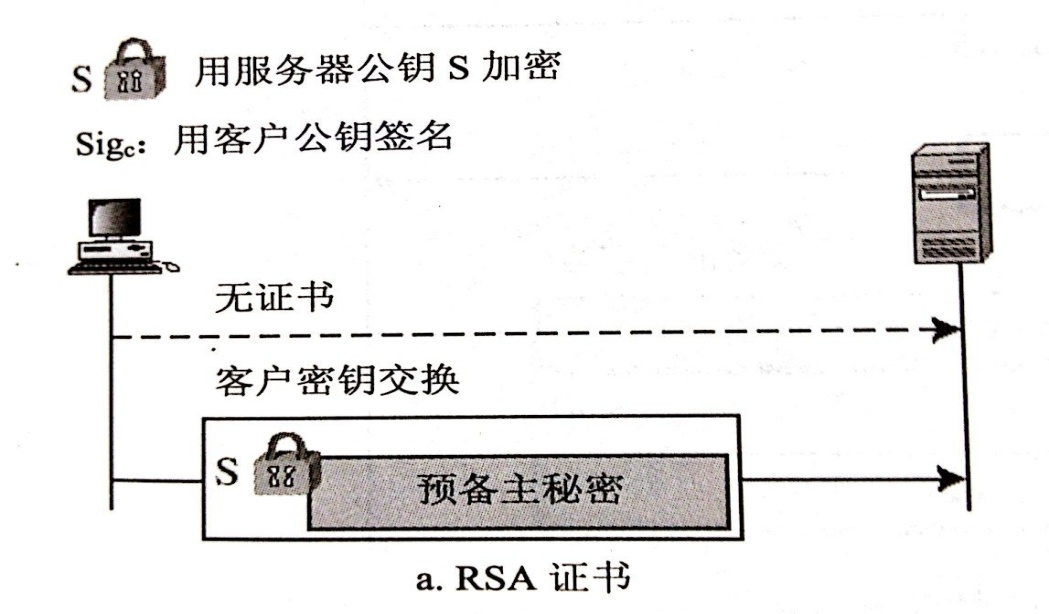 S 用服务器公钥 S 加密
Sigc：用客户公钥签名
无证书
客户密钥交换
S 预备主秘密
a. RSA 证书